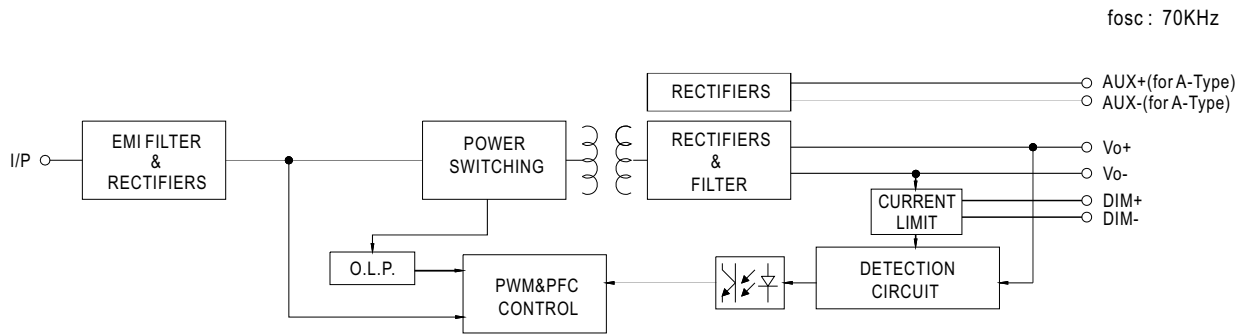 fosc : 70KHz
RECTIFIERS
AUX+(for A-Type)
AUX-(for A-Type)
I/P
EMI FILTER
&
RECTIFIERS
POWER
SWITCHING
RECTIFIERS
&
FILTER
Vo+
Vo-
CURRENT
LIMIT
DIM+
DIM-
O.L.P.
PWM&PFC
CONTROL
DETECTION
CIRCUIT